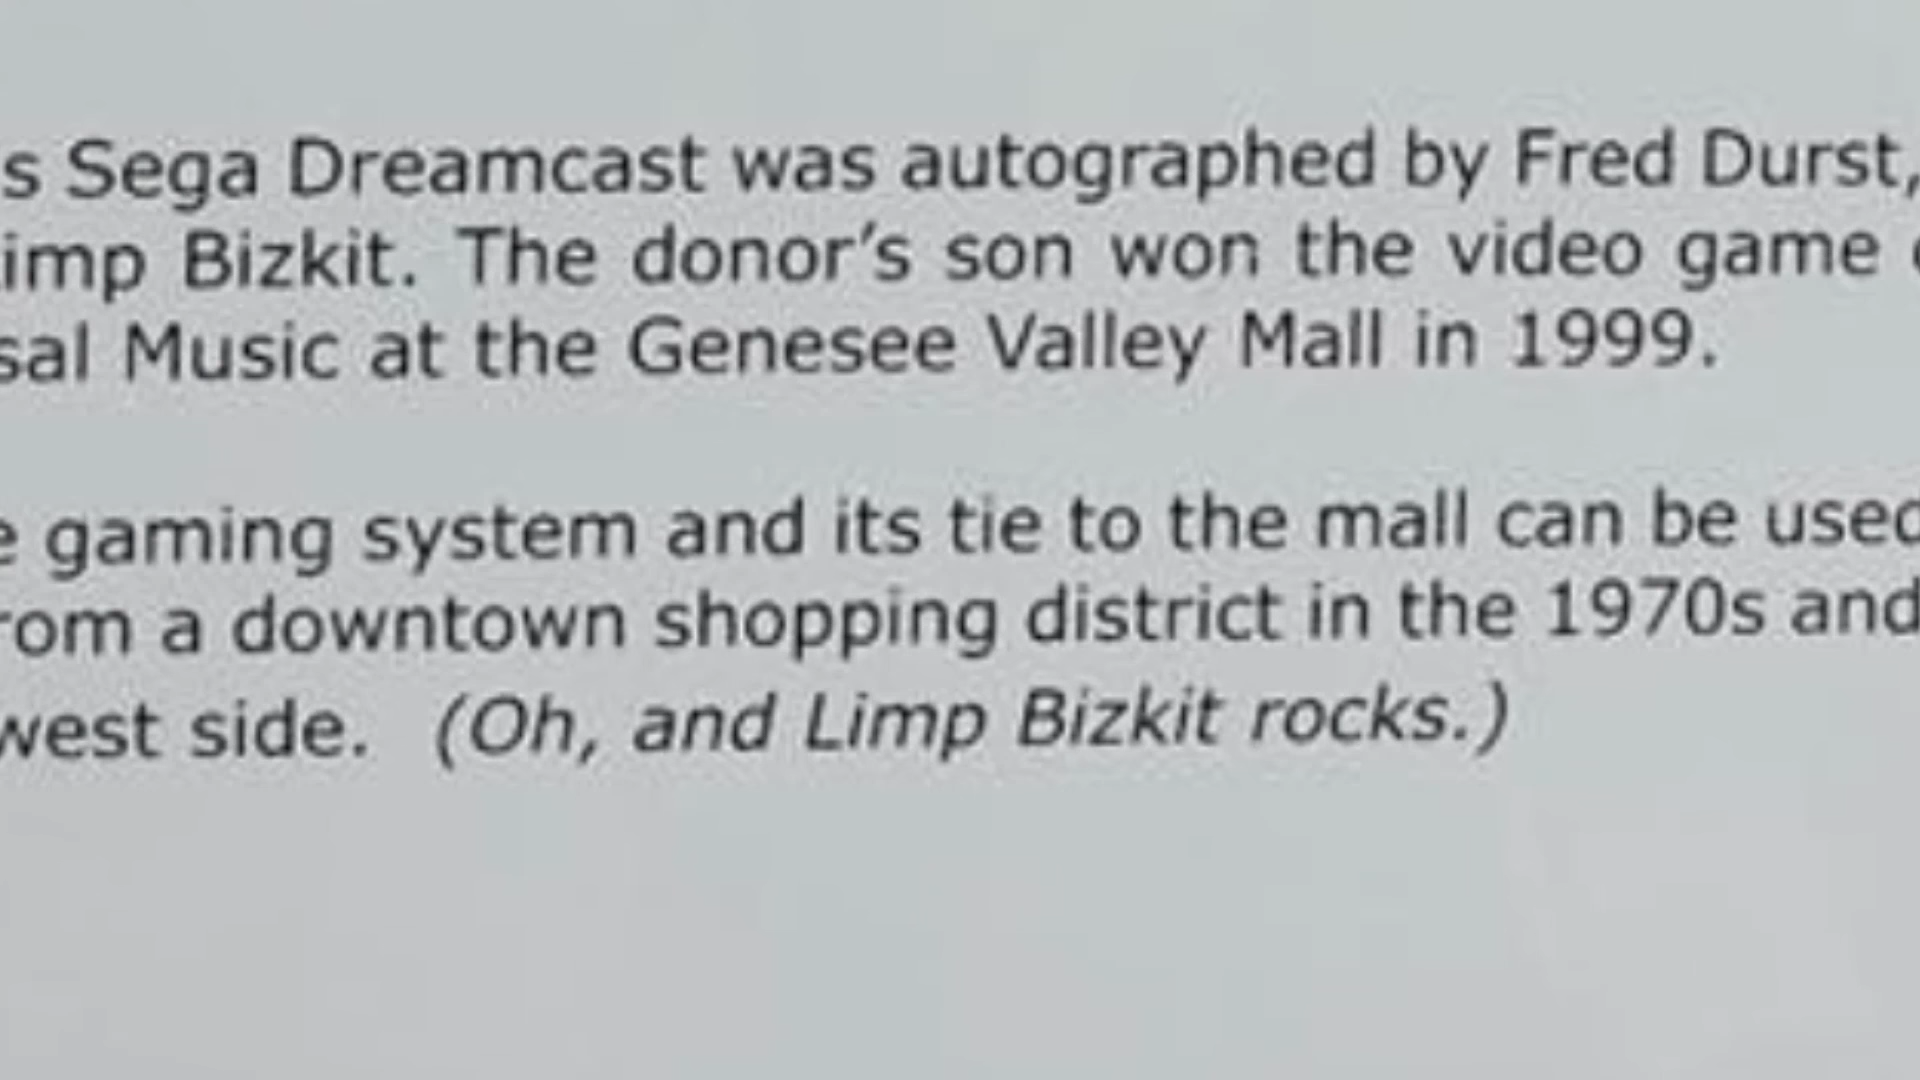 s Sega Dreamcast was autographed by Fred Durst,
imp Bizkit. The donor’s son won the video game
sal Music at the Genesee Valley Mall in 1999.
e gaming system and its tie to the mall can be used
rom a downtown shopping district in the 1970s and
west side. (Oh, and Limp Bizkit rocks.)